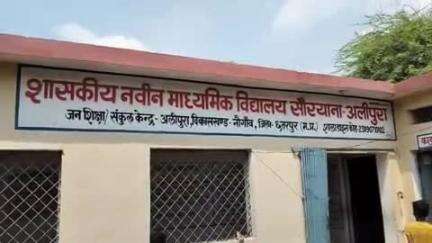 शासकीय नवीन माध्यमिक विद्यालय सौरयाना-अलीपुरा
जन शिक्षा/ संकुल केन्द्र- अलीपुरा, विकासखण्ड- नौगाँव, जिला- छतरपुर (म.प्र.)